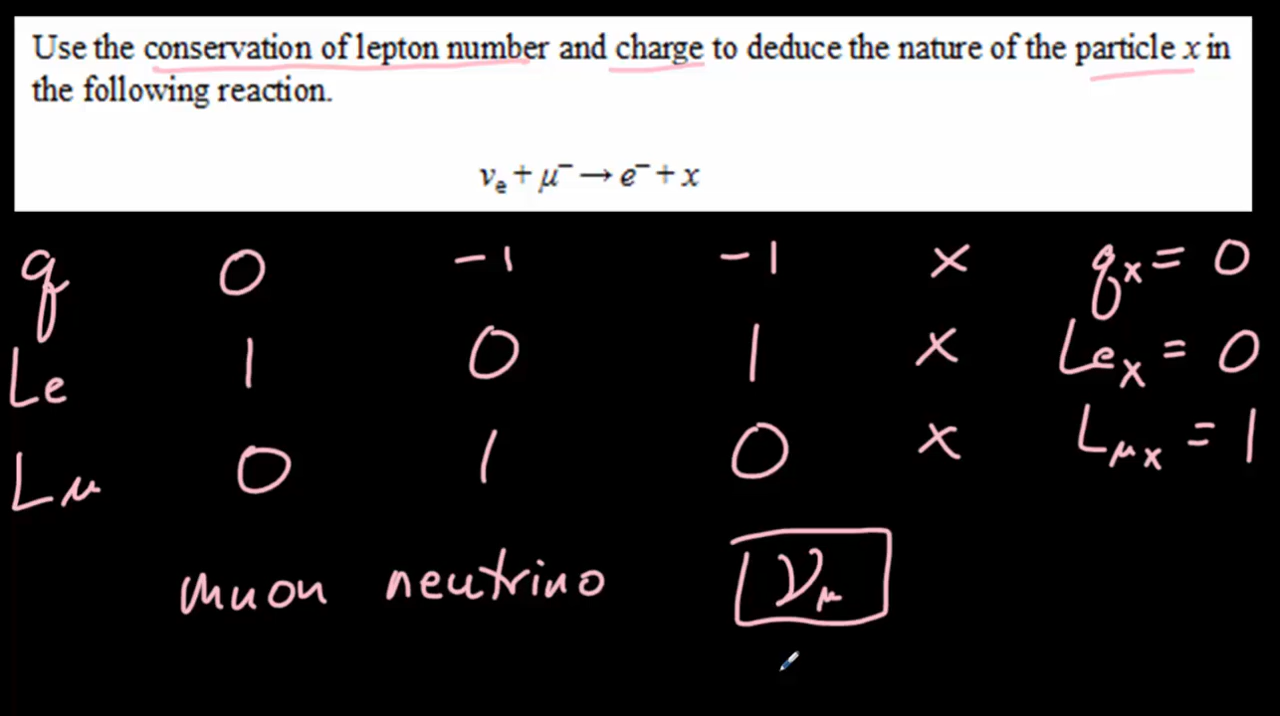 Use the conservation of lepton number and charge to deduce the nature of the particle x in
the following reaction.
νₑ + μ⁻ → e⁻ + x
q 0 -1 -1 x qₓ = 0
Le 1 0 1 x Leₓ = 0
Lμ 0 1 0 x Lμₓ = 1
muon neutrino νμ